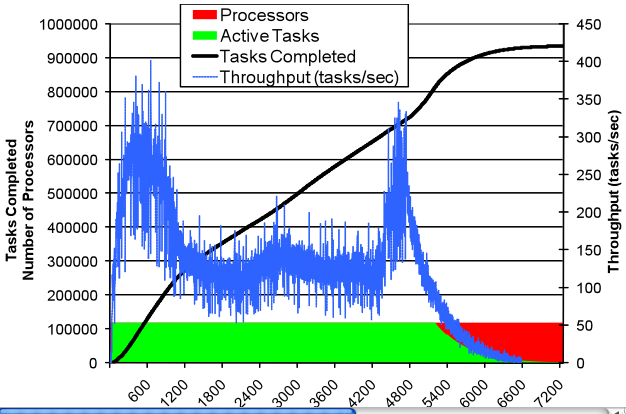 Processors
Active Tasks
Tasks Completed
Throughput (tasks/sec)
Tasks Completed
Number of Processors
1000000
900000
800000
700000
600000
500000
400000
300000
200000
100000
0
450
400
350
300
250
200
150
100
50
0
Throughput (tasks/sec)
600 1200 1800 2400 3000 3600 4200 4800 5400 6000 6600 7200